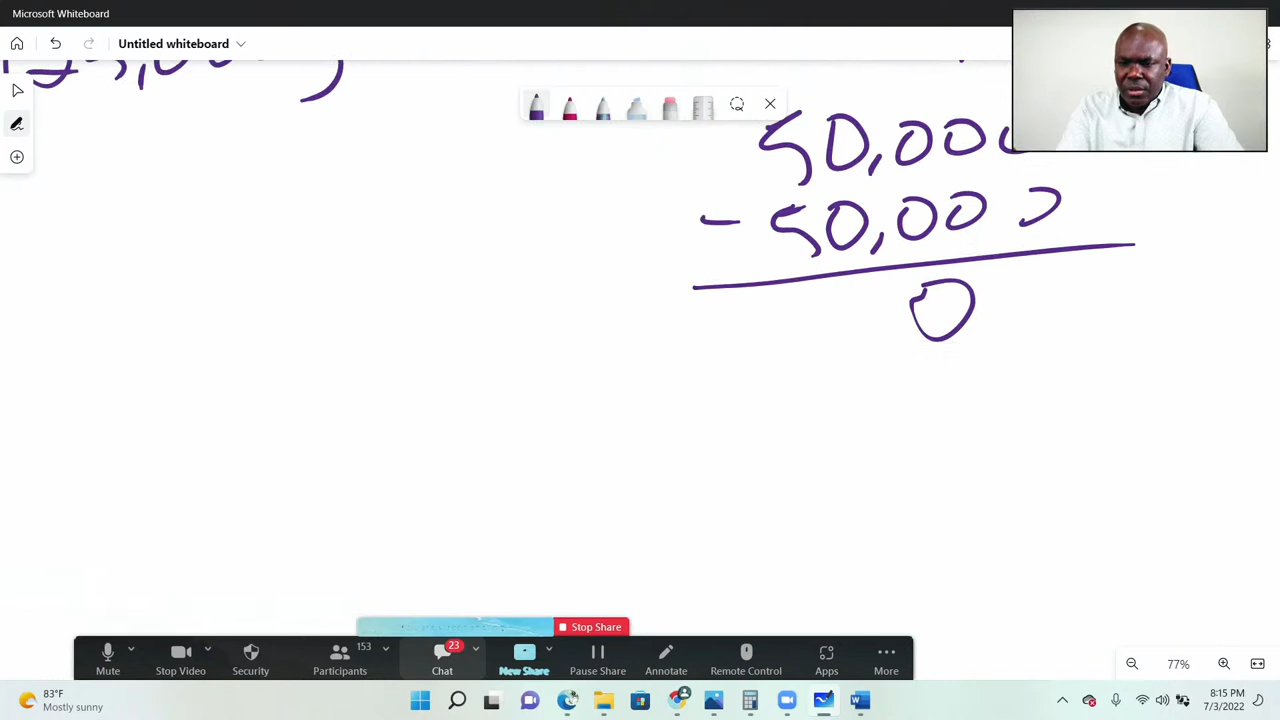 Microsoft Whiteboard
Untitled whiteboard
50,000
- 50,000
0
Stop Share
153
23
Mute
Stop Video
Security
Participants
Chat
New Share
Pause Share
Annotate
Remote Control
Apps
More
77%
83°F
Mostly sunny
8:15 PM
7/3/2022